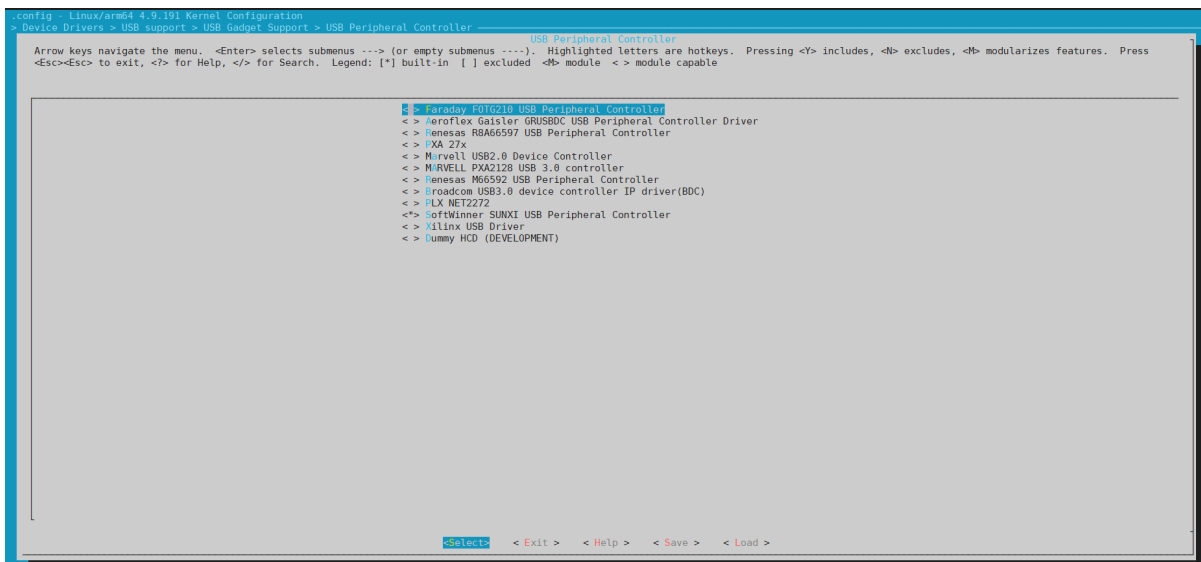 .config - Linux/arm64 4.9.191 Kernel Configuration
> Device Drivers > USB support > USB Gadget Support > USB Peripheral Controller
USB Peripheral Controller
Arrow keys navigate the menu.  <Enter> selects submenus ---> (or empty submenus ----).  Highlighted letters are hotkeys.  Pressing <Y> includes, <N> excludes, <M> modularizes features.  Press
<Esc><Esc> to exit, <?> for Help, </> for Search.  Legend: [*] built-in  [ ] excluded  <M> module  < > module capable
< > Faraday FOTG210 USB Peripheral Controller
< > Aeroflex Gaisler GRUSBDC USB Peripheral Controller Driver
< > Renesas R8A66597 USB Peripheral Controller
< > PXA 27x
< > Marvell USB2.0 Device Controller
< > MARVELL PXA2128 USB 3.0 controller
< > Renesas M66592 USB Peripheral Controller
< > Broadcom USB3.0 device controller IP driver(BDC)
< > PLX NET2272
<*> SoftWinner SUNXI USB Peripheral Controller
< > Xilinx USB Driver
< > Dummy HCD (DEVELOPMENT)
<Select>    < Exit >    < Help >    < Save >    < Load >